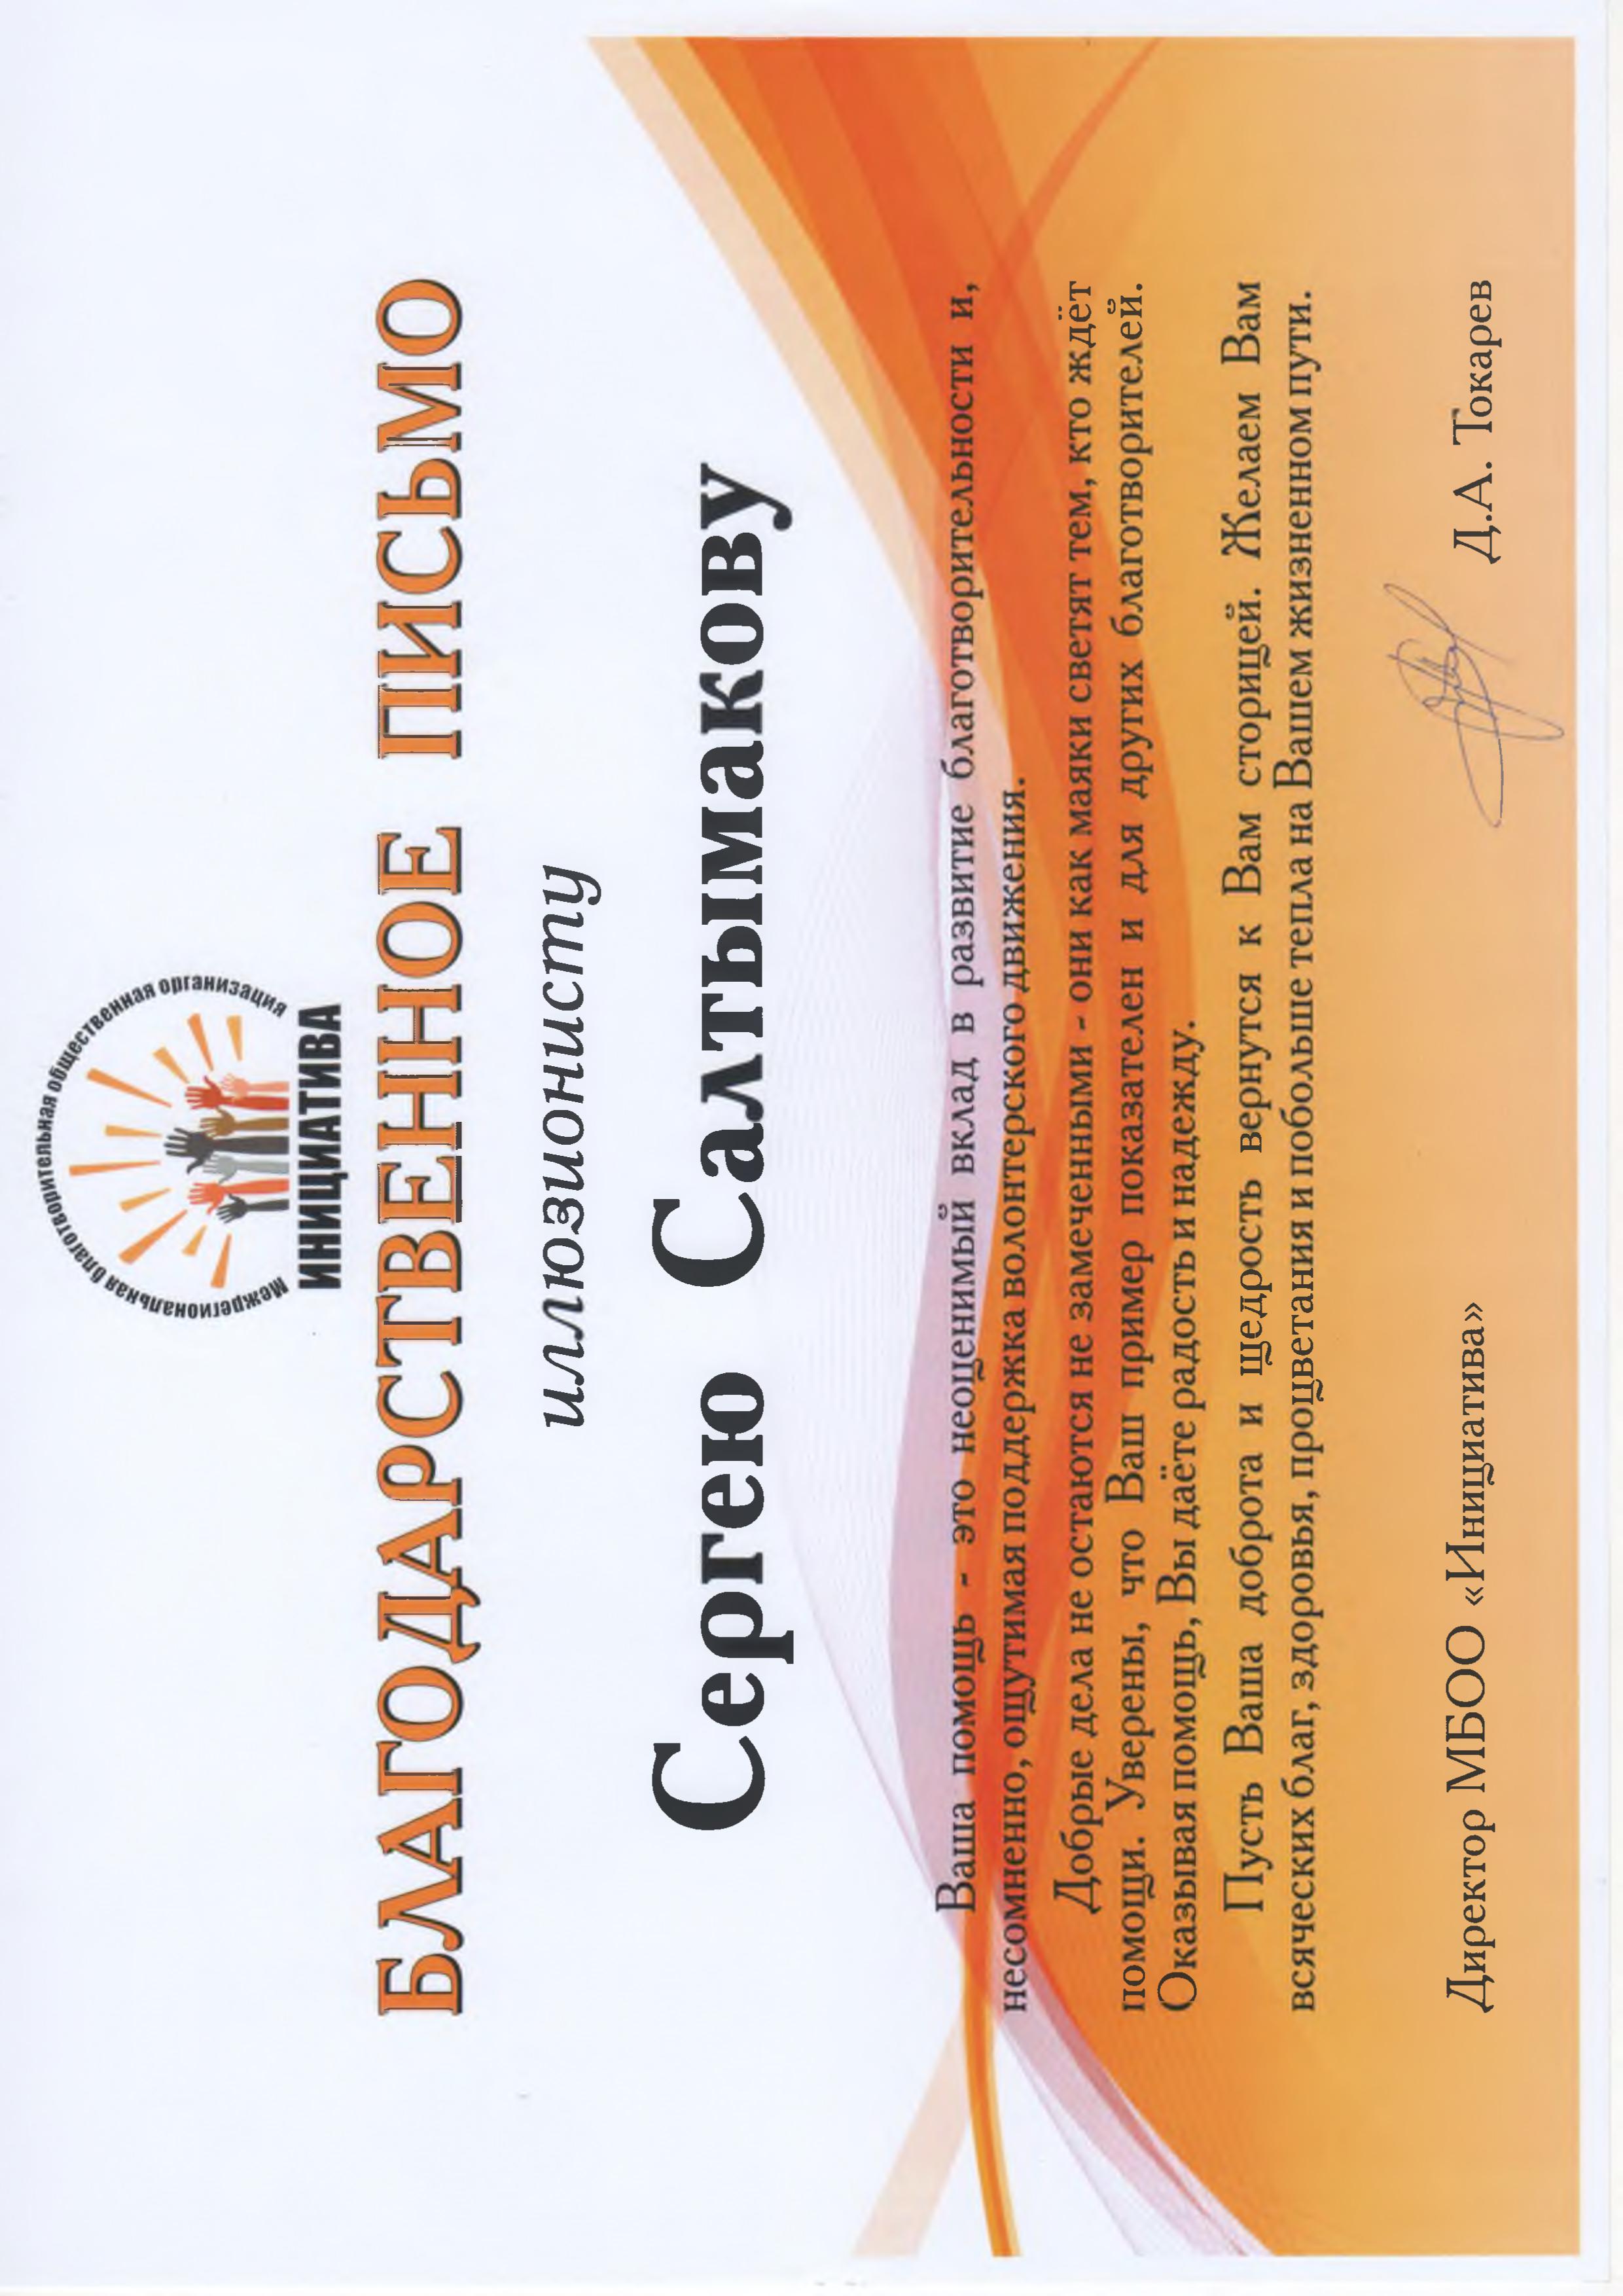 Межрегиональная благотворительная общественная организация
ИНИЦИАТИВА
БЛАГОДАРСТВЕННОЕ ПИСЬМО
иллюзионисту
Сергею Салтымакову
Ваша помощь - это неоценимый вклад в развитие благотворительности и,
несомненно, ощутимая поддержка волонтерского движения.
Добрые дела не остаются не замеченными - они как маяки светят тем, кто ждёт
помощи. Уверены, что Ваш пример показателен и для других благотворителей.
Оказывая помощь, Вы даёте радость и надежду.
Пусть Ваша доброта и щедрость вернутся к Вам сторицей. Желаем Вам
всяческих благ, здоровья, процветания и побольше тепла на Вашем жизненном пути.
Директор МБОО «Инициатива» Д.А. Токарев